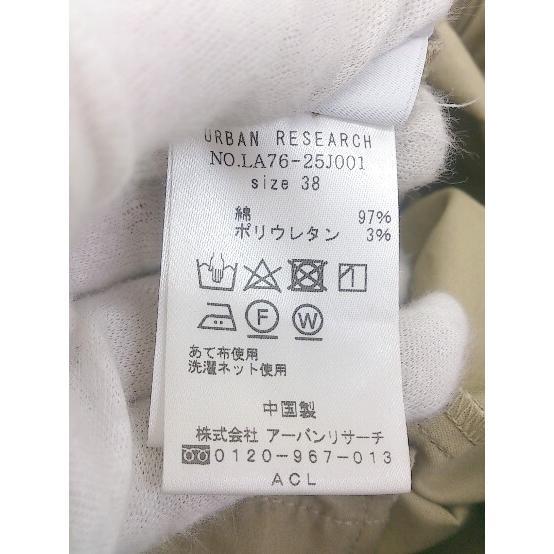 URBAN RESEARCH
NO.LA76-25J001
size 38
綿 97%
ポリウレタン 3%
F W
あて布使用
洗濯ネット使用
中国製
株式会社 アーバンリサーチ
0120-967-013
ACL